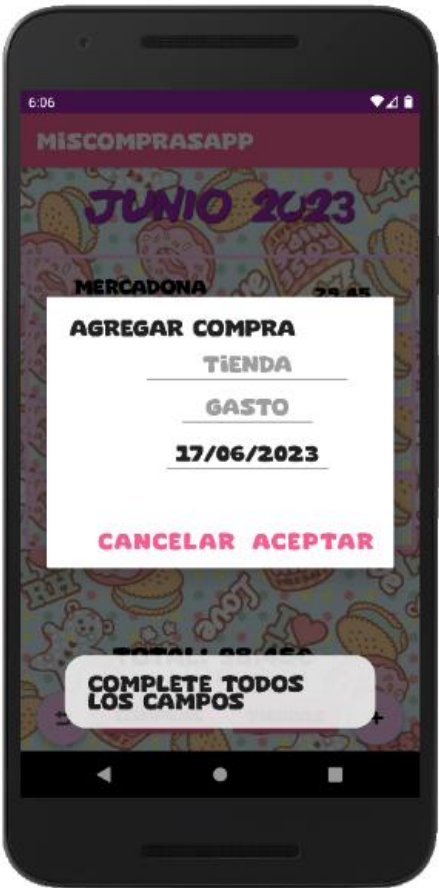 6:06
MISCOMPRASAPP
JUNIO 2023
MERCADONA
AGREGAR COMPRA
TIENDA
GASTO
17/06/2023
CANCELAR ACEPTAR
COMPLETE TODOS
LOS CAMPOS